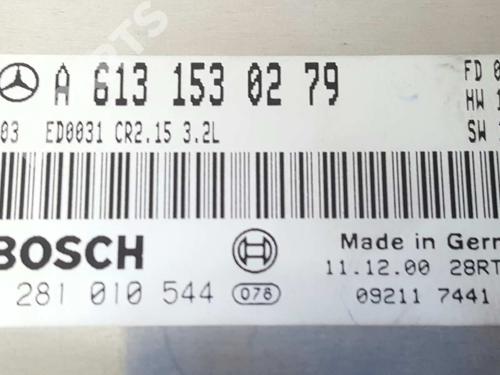 A 613 153 02 79
FD 0
HW 1
03 ED0031 CR2.15 3.2L
SW
BOSCH
Made in Germ
11.12.00 28RT
281 010 544 078
09211 7441